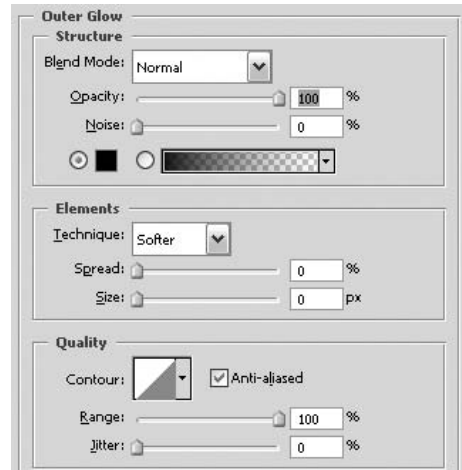 Outer Glow
Structure
Blend Mode: Normal
Opacity: 100 %
Noise: 0 %
Elements
Technique: Softer
Spread: 0 %
Size: 0 px
Quality
Contour: Anti-aliased
Range: 100 %
Jitter: 0 %